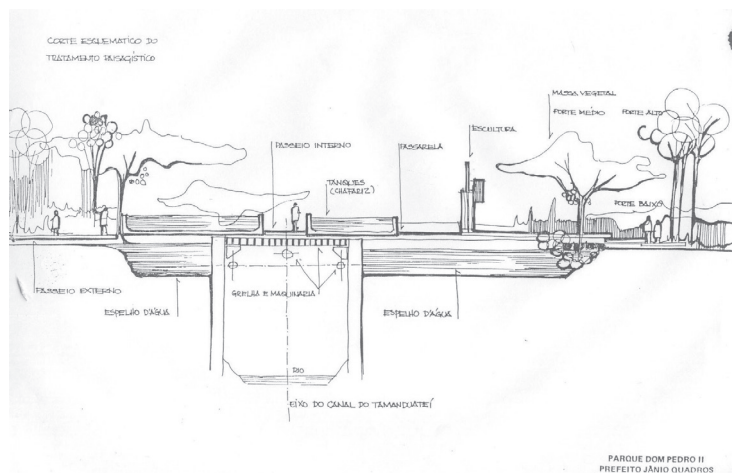 CORTE ESQUEMATICO DO
TRATAMENTO PAISAGÍSTICO
MASSA VEGETAL
PORTE MÉDIO
PORTE ALTO
ESCULTURA
PASSEIO INTERNO
PASSARELA
TANQUES
(CHAFARIZ)
PORTE BAIXO
PASSEIO EXTERNO
GRELHA E MAQUINARIA
ESPELHO D'ÁGUA
ESPELHO D'ÁGUA
RIO
EIXO DO CANAL DO TAMANDUATEÍ
PARQUE DOM PEDRO II
PREFEITO JÂNIO QUADROS